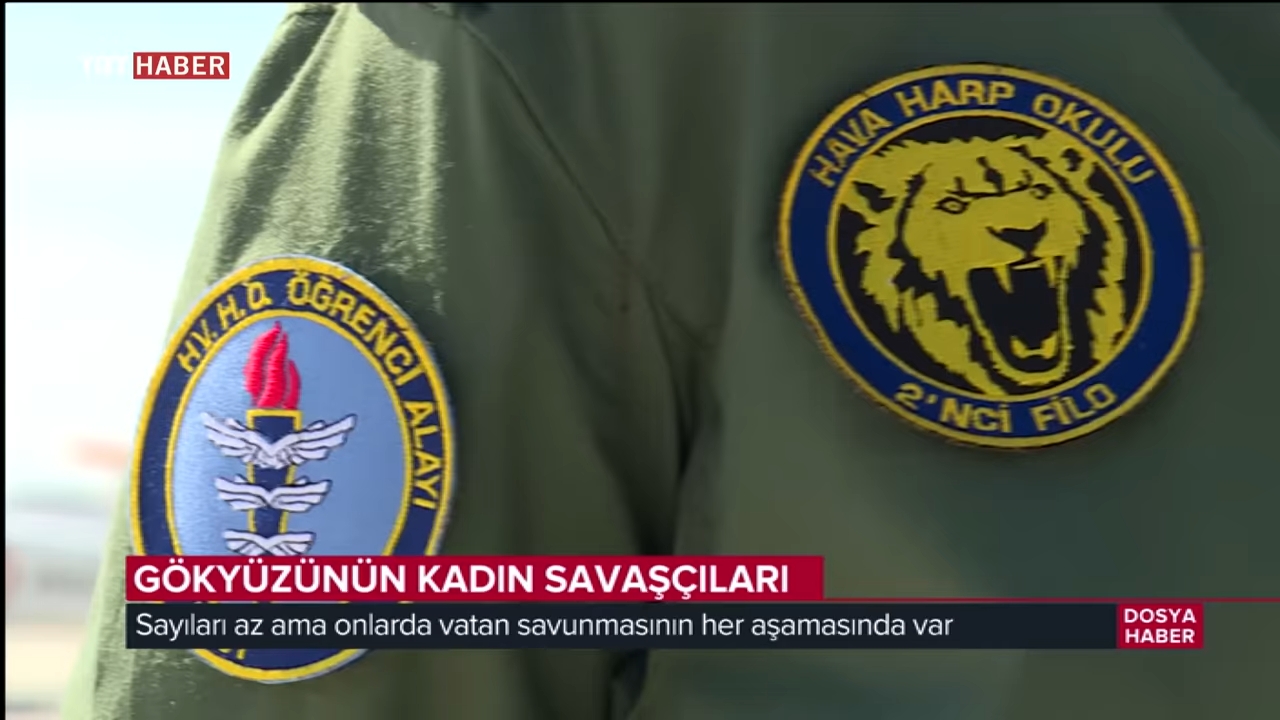 TRT HABER
HAVA HARP OKULU
2'NCİ FİLO
HV. H. O. ÖĞRENCİ ALAYI
GÖKYÜZÜNÜN KADIN SAVAŞÇILARI
Sayıları az ama onlarda vatan savunmasının her aşamasında var
DOSYA
HABER